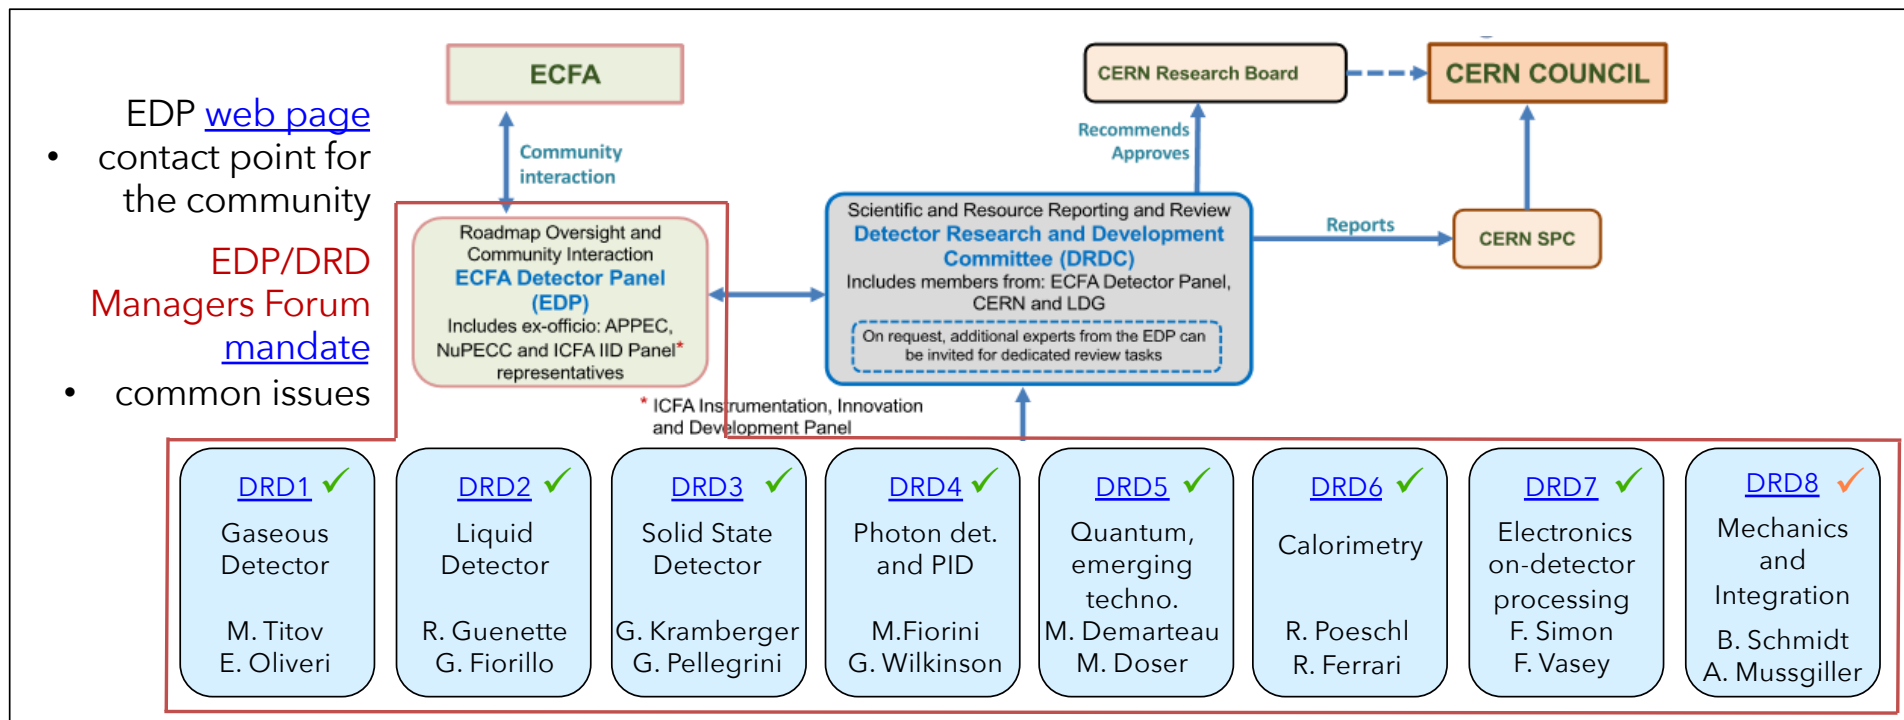 EDP web page
• contact point for
the community
EDP/DRD
Managers Forum
mandate
• common issues
ECFA
Community
interaction
Roadmap Oversight and
Community Interaction
ECFA Detector Panel
(EDP)
Includes ex-officio: APPEC,
NuPECC and ICFA IID Panel*
representatives
* ICFA Instrumentation, Innovation
and Development Panel
CERN Research Board
CERN COUNCIL
Recommends
Approves
Scientific and Resource Reporting and Review
Detector Research and Development
Committee (DRDC)
Includes members from: ECFA Detector Panel,
CERN and LDG
On request, additional experts from the EDP can
be invited for dedicated review tasks
Reports
CERN SPC
DRD1 ✓
Gaseous
Detector
M. Titov
E. Oliveri
DRD2 ✓
Liquid
Detector
R. Guenette
G. Fiorillo
DRD3 ✓
Solid State
Detector
G. Kramberger
G. Pellegrini
DRD4 ✓
Photon det.
and PID
M.Fiorini
G. Wilkinson
DRD5 ✓
Quantum,
emerging
techno.
M. Demarteau
M. Doser
DRD6 ✓
Calorimetry
R. Poeschl
R. Ferrari
DRD7 ✓
Electronics
on-detector
processing
F. Simon
F. Vasey
DRD8 ✓
Mechanics
and
Integration
B. Schmidt
A. Mussgiller